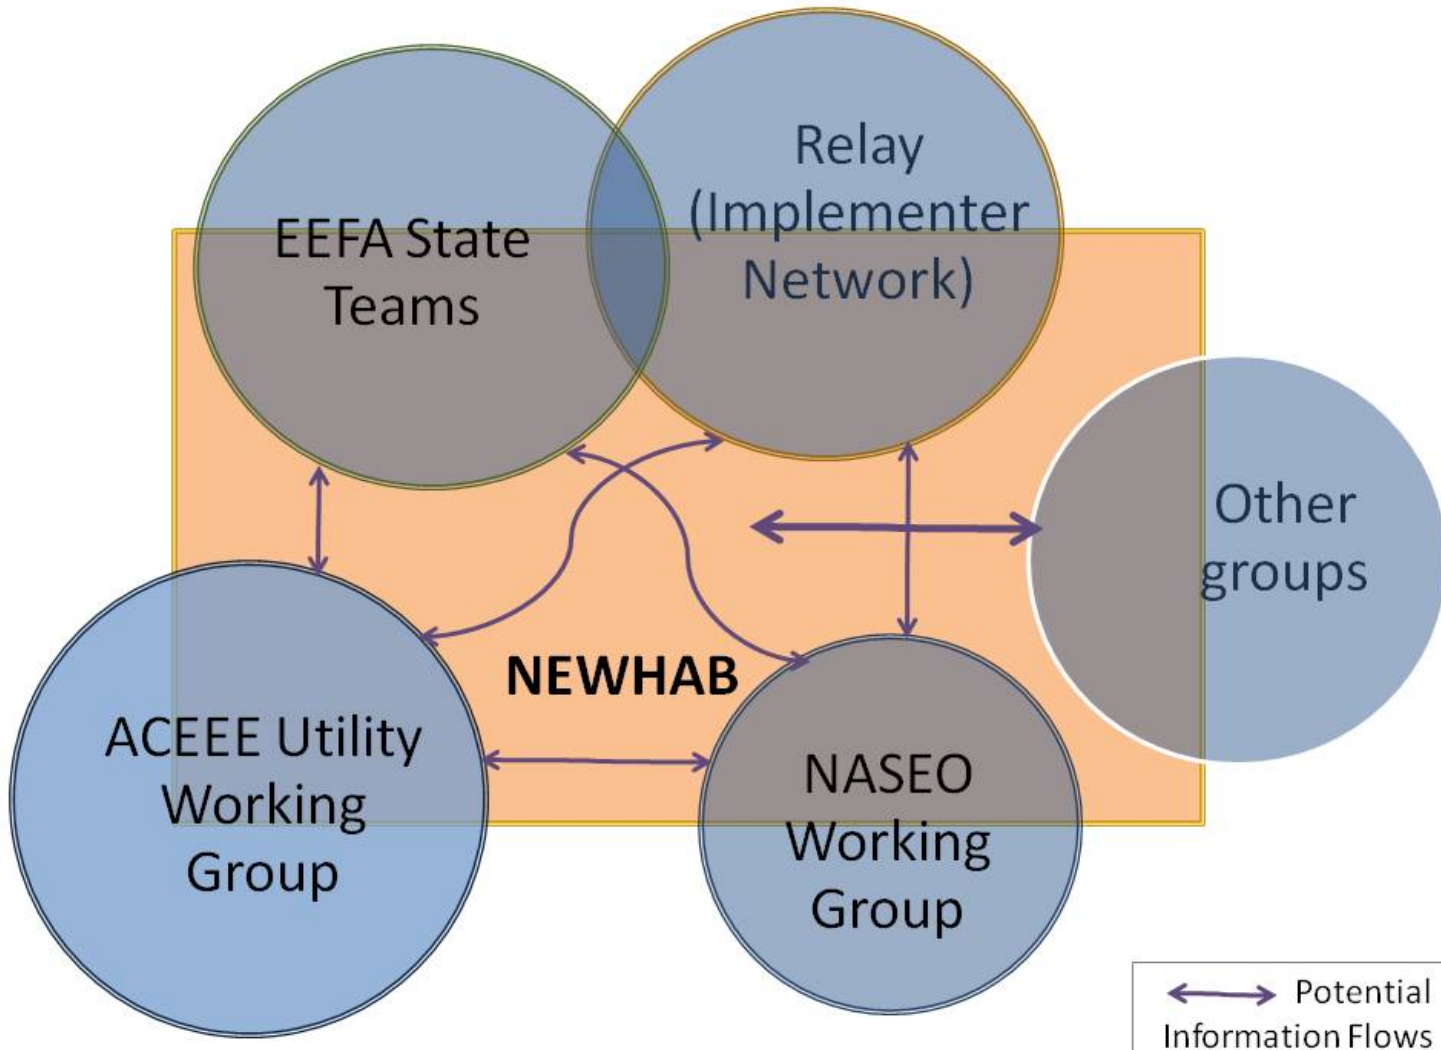 EEFA State
Teams
Relay
(Implementer
Network)
Other
groups
NEWHAB
ACEEE Utility
Working
Group
NASEO
Working
Group
Potential
Information Flows